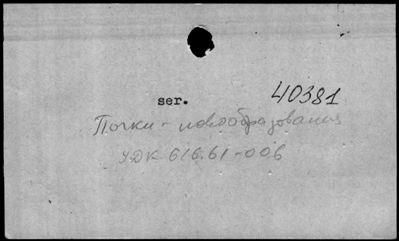 ser. 40381
Почки - новообразования
УДК 616.61-006